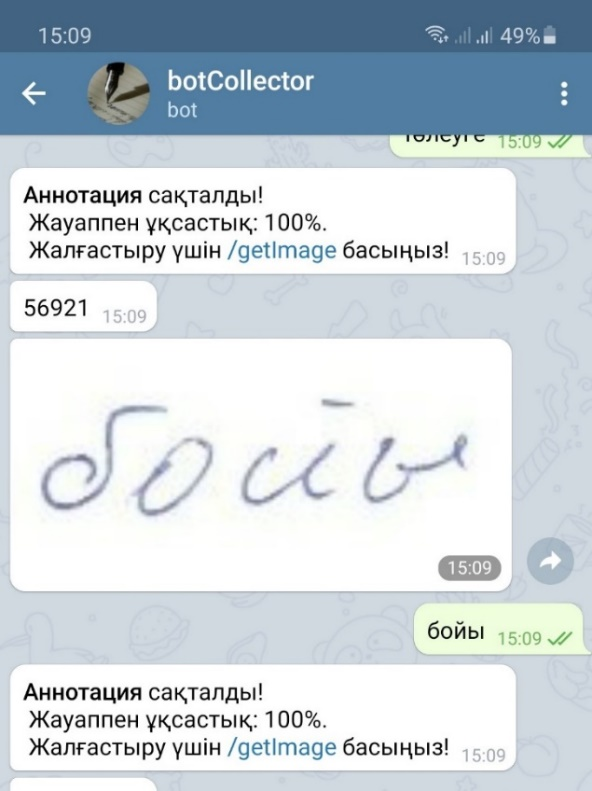 15:09 49%
botCollector
bot
төлеуге 15:09
Аннотация сақталды!
Жауаппен ұқсастық: 100%.
Жалғастыру үшін /getImage басыңыз! 15:09
56921 15:09
бойы
15:09
бойы 15:09
Аннотация сақталды!
Жауаппен ұқсастық: 100%.
Жалғастыру үшін /getImage басыңыз! 15:09